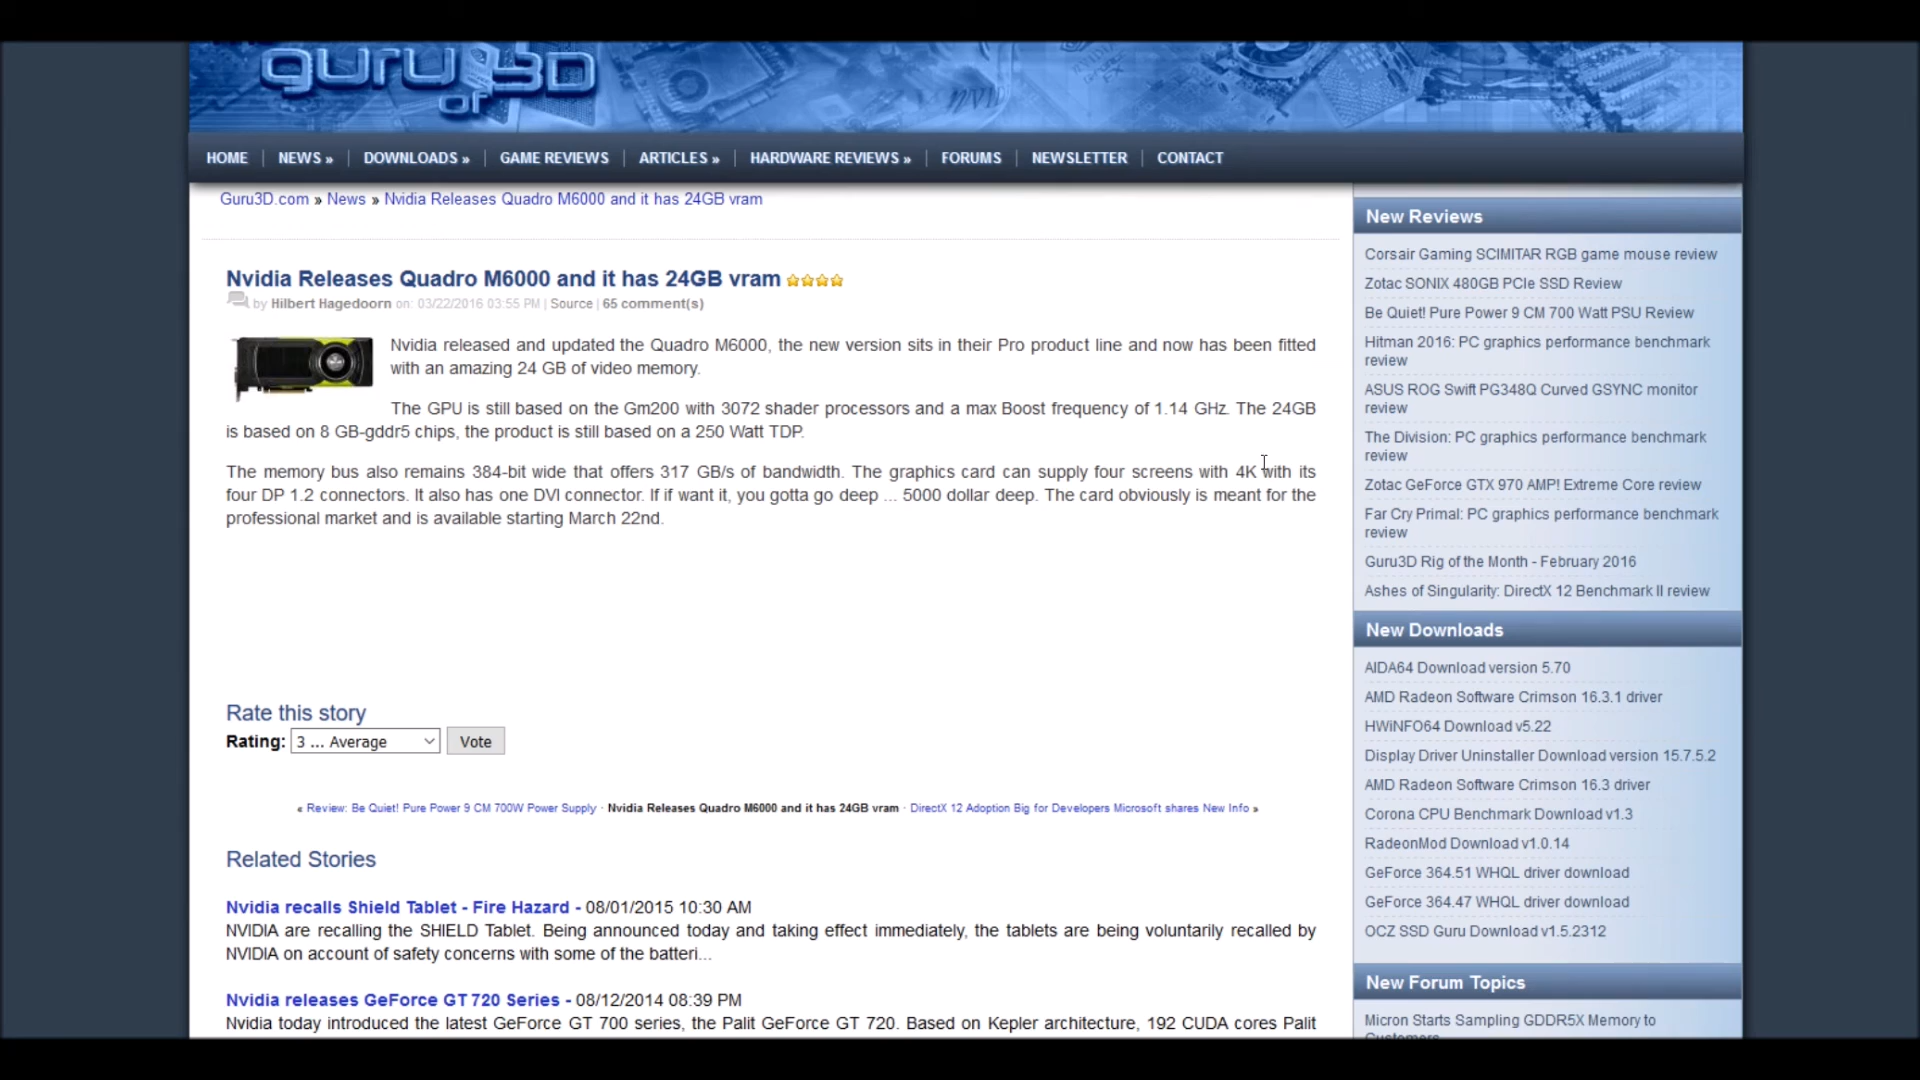 guru of 3D
HOME | NEWS » | DOWNLOADS » | GAME REVIEWS | ARTICLES » | HARDWARE REVIEWS » | FORUMS | NEWSLETTER | CONTACT
Guru3D.com » News » Nvidia Releases Quadro M6000 and it has 24GB vram
Nvidia Releases Quadro M6000 and it has 24GB vram
by Hilbert Hagedoorn on: 03/22/2016 03:55 PM | Source | 65 comment(s)
Nvidia released and updated the Quadro M6000, the new version sits in their Pro product line and now has been fitted
with an amazing 24 GB of video memory.
The GPU is still based on the Gm200 with 3072 shader processors and a max Boost frequency of 1.14 GHz. The 24GB
is based on 8 GB-gddr5 chips, the product is still based on a 250 Watt TDP.
The memory bus also remains 384-bit wide that offers 317 GB/s of bandwidth. The graphics card can supply four screens with 4K with its
four DP 1.2 connectors. It also has one DVI connector. If if want it, you gotta go deep ... 5000 dollar deep. The card obviously is meant for the
professional market and is available starting March 22nd.
Rate this story
Rating: 3 ... Average Vote
« Review: Be Quiet! Pure Power 9 CM 700W Power Supply · Nvidia Releases Quadro M6000 and it has 24GB vram · DirectX 12 Adoption Big for Developers Microsoft shares New Info »
Related Stories
Nvidia recalls Shield Tablet - Fire Hazard - 08/01/2015 10:30 AM
NVIDIA are recalling the SHIELD Tablet. Being announced today and taking effect immediately, the tablets are being voluntarily recalled by
NVIDIA on account of safety concerns with some of the batteri...
Nvidia releases GeForce GT 720 Series - 08/12/2014 08:39 PM
Nvidia today introduced the latest GeForce GT 700 series, the Palit GeForce GT 720. Based on Kepler architecture, 192 CUDA cores Palit
New Reviews
Corsair Gaming SCIMITAR RGB game mouse review
Zotac SONIX 480GB PCIe SSD Review
Be Quiet! Pure Power 9 CM 700 Watt PSU Review
Hitman 2016: PC graphics performance benchmark
review
ASUS ROG Swift PG348Q Curved GSYNC monitor
review
The Division: PC graphics performance benchmark
review
Zotac GeForce GTX 970 AMP! Extreme Core review
Far Cry Primal: PC graphics performance benchmark
review
Guru3D Rig of the Month - February 2016
Ashes of Singularity: DirectX 12 Benchmark II review
New Downloads
AIDA64 Download version 5.70
AMD Radeon Software Crimson 16.3.1 driver
HWiNFO64 Download v5.22
Display Driver Uninstaller Download version 15.7.5.2
AMD Radeon Software Crimson 16.3 driver
Corona CPU Benchmark Download v1.3
RadeonMod Download v1.0.14
GeForce 364.51 WHQL driver download
GeForce 364.47 WHQL driver download
OCZ SSD Guru Download v1.5.2312
New Forum Topics
Micron Starts Sampling GDDR5X Memory to
Customers